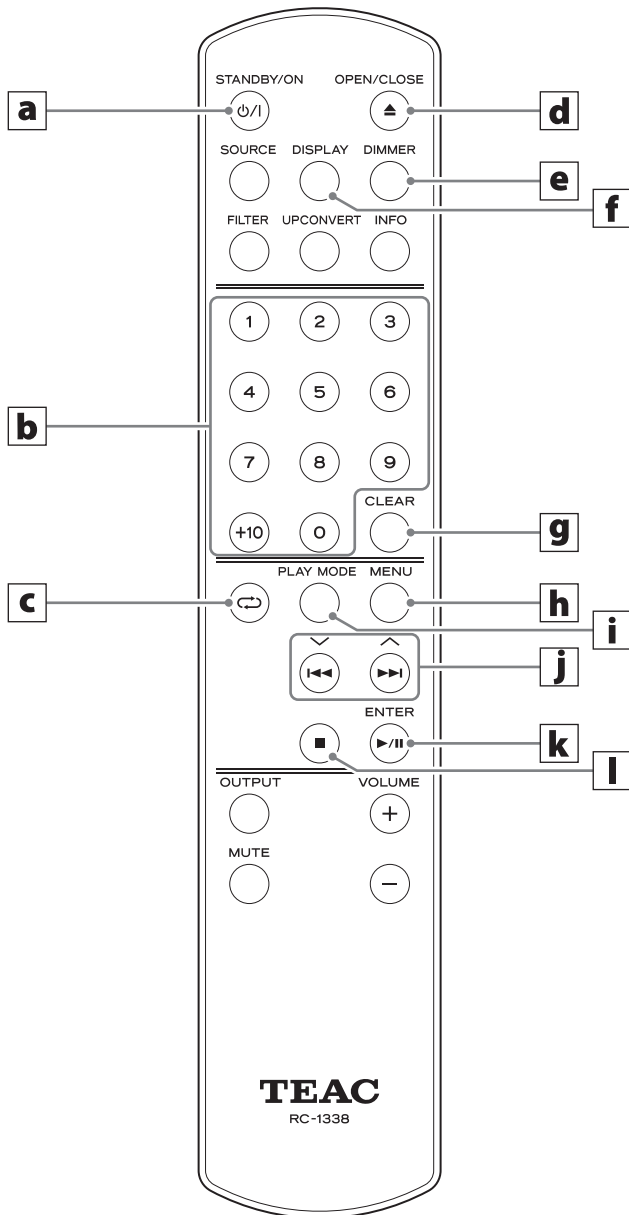 STANDBY/ON OPEN/CLOSE
a ⏻/I d
SOURCE DISPLAY DIMMER
e
f
FILTER UPCONVERT INFO
1 2 3
4 5 6
b
7 8 9
CLEAR
+10 0 g
PLAY MODE MENU
c h
i
j
ENTER
k
l
OUTPUT VOLUME
+
MUTE
−
TEAC
RC-1338